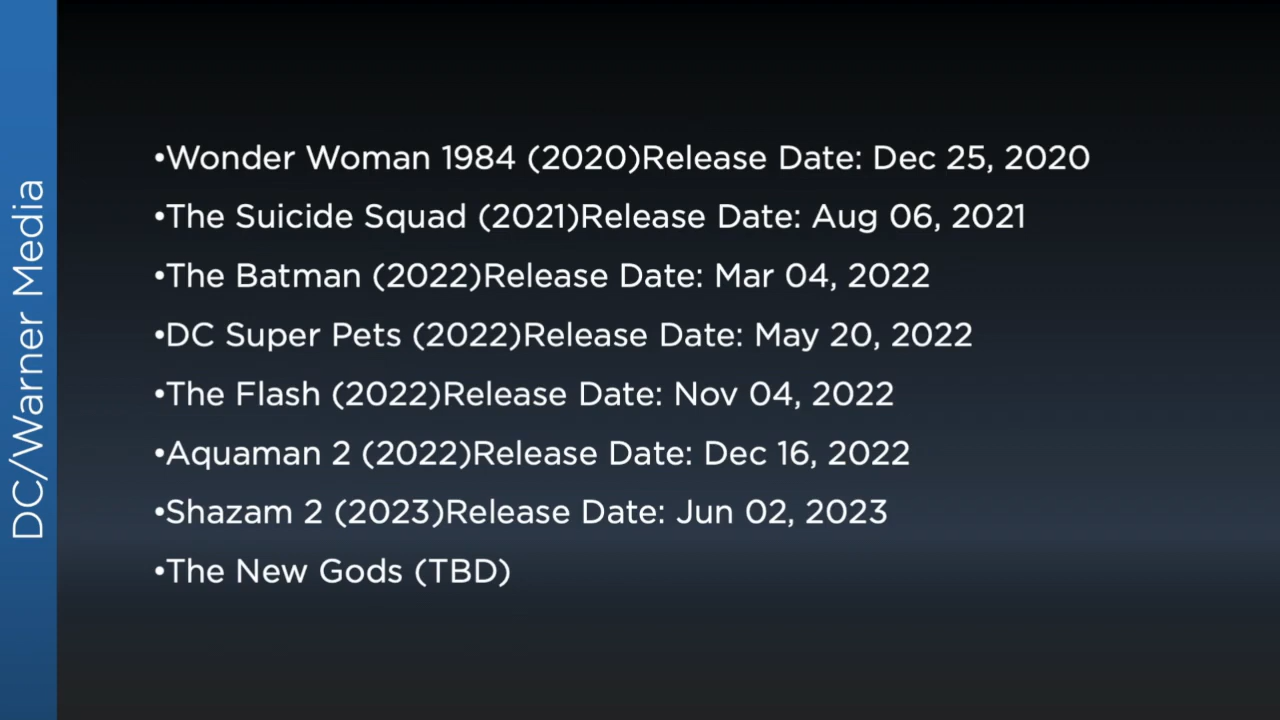 DC/Warner Media
•Wonder Woman 1984 (2020)Release Date: Dec 25, 2020
•The Suicide Squad (2021)Release Date: Aug 06, 2021
•The Batman (2022)Release Date: Mar 04, 2022
•DC Super Pets (2022)Release Date: May 20, 2022
•The Flash (2022)Release Date: Nov 04, 2022
•Aquaman 2 (2022)Release Date: Dec 16, 2022
•Shazam 2 (2023)Release Date: Jun 02, 2023
•The New Gods (TBD)